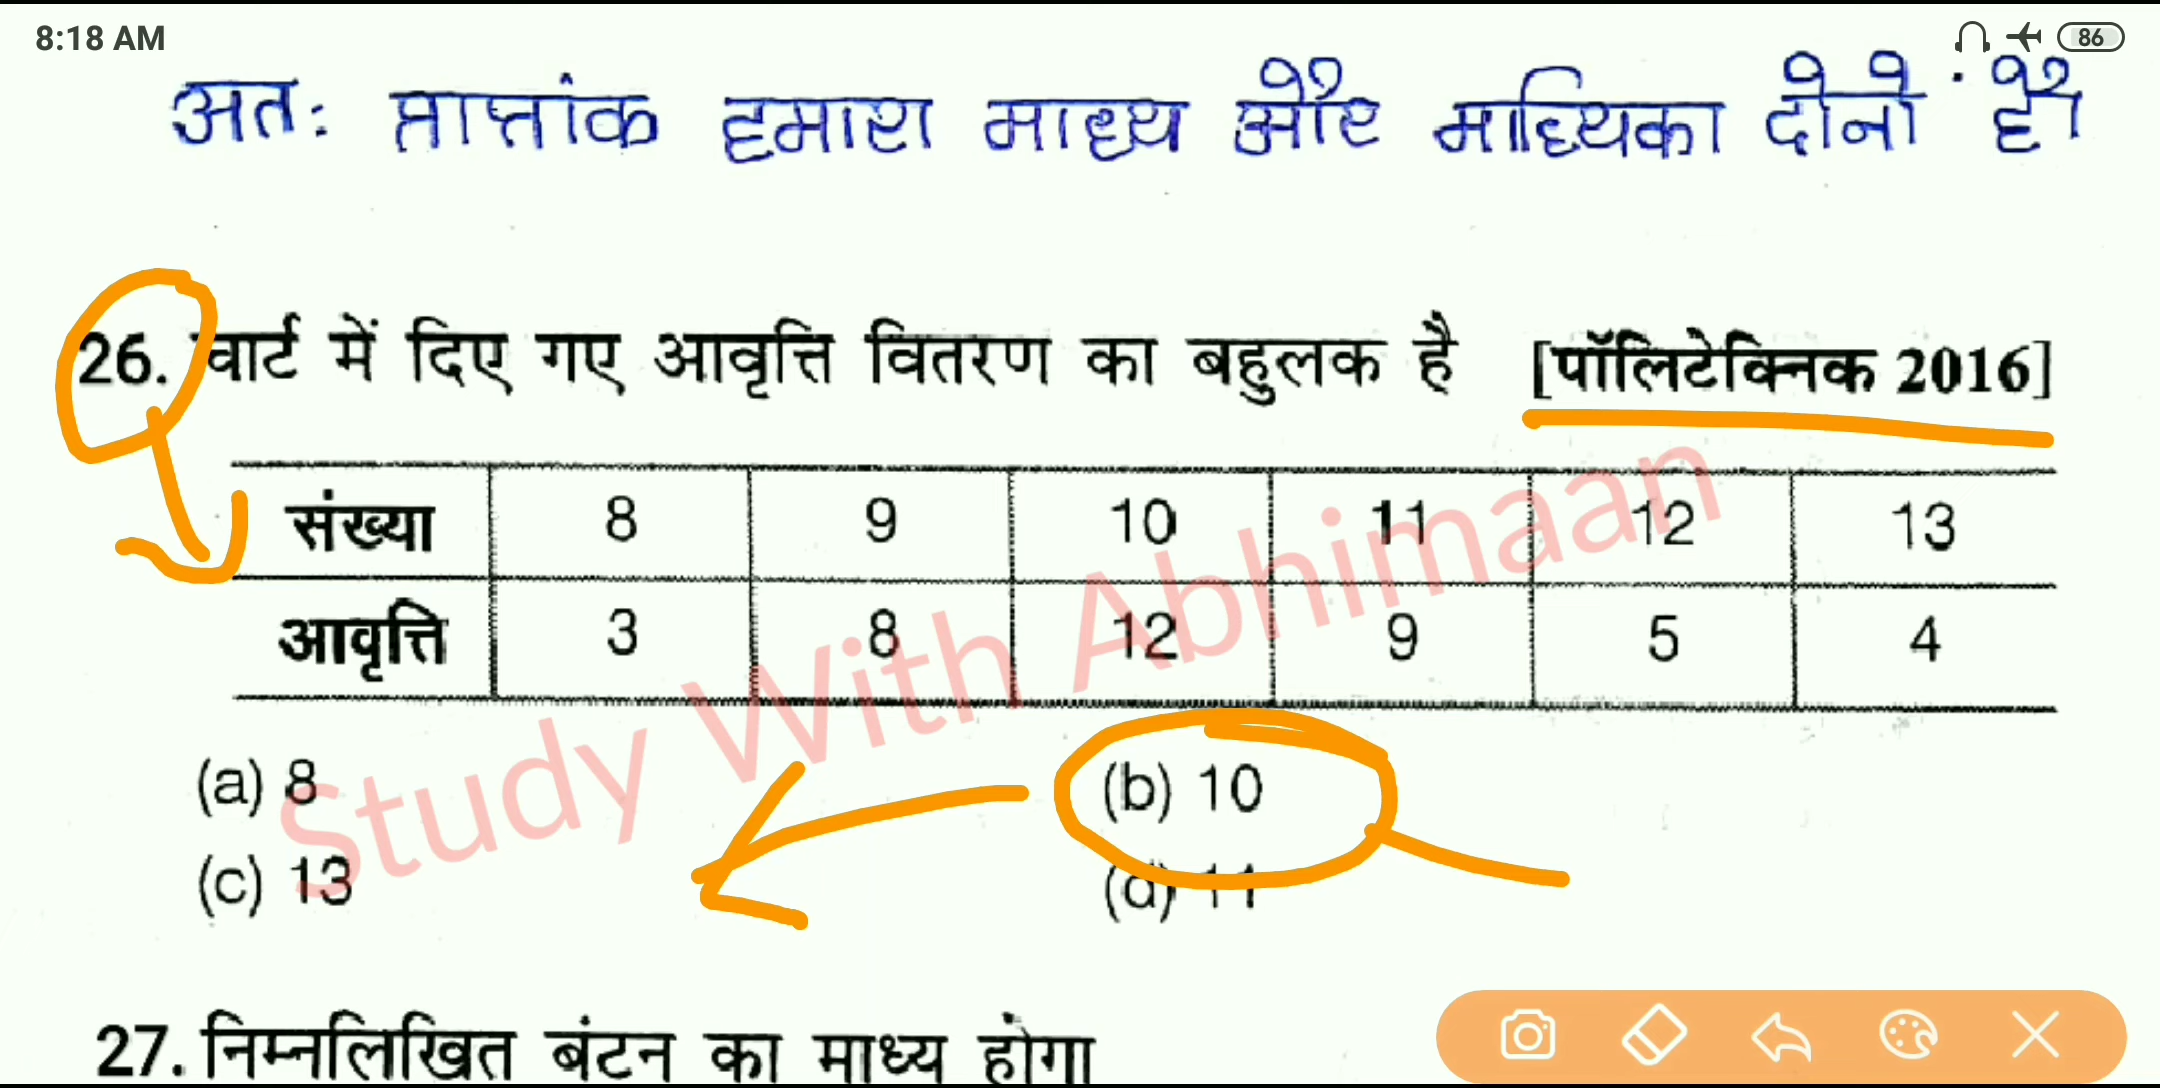 8:18 AM 86
अतः प्राप्तांक हमारा माध्य और माध्यिका दोनो है।
26. चार्ट में दिए गए आवृत्ति वितरण का बहुलक है [पॉलिटेक्निक 2016]
संख्या 8 9 10 11 12 13
आवृत्ति 3 8 12 9 5 4
Study With Abhimaan
(a) 8 (b) 10
(c) 13 (d) 11
27. निम्नलिखित बंटन का माध्य होगा